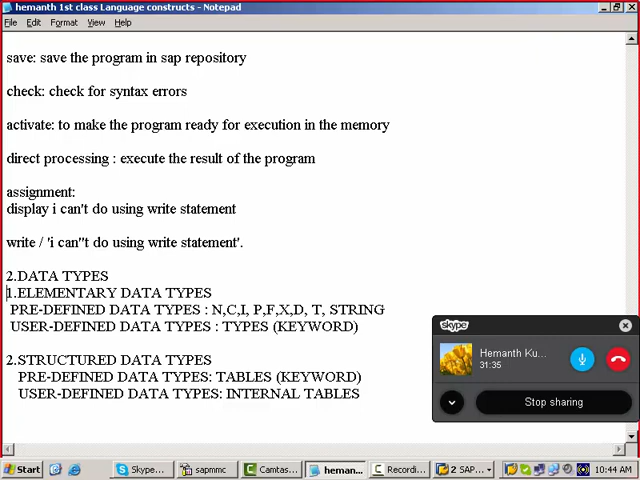 hemanth 1st class Language constructs - Notepad
File Edit Format View Help
save: save the program in sap repository
check: check for syntax errors
activate: to make the program ready for execution in the memory
direct processing : execute the result of the program
assignment:
display i can't do using write statement
write / 'i can''t do using write statement'.
2.DATA TYPES
1.ELEMENTARY DATA TYPES
PRE-DEFINED DATA TYPES : N,C,I, P,F,X,D, T, STRING
USER-DEFINED DATA TYPES : TYPES (KEYWORD)
2.STRUCTURED DATA TYPES
PRE-DEFINED DATA TYPES: TABLES (KEYWORD)
USER-DEFINED DATA TYPES: INTERNAL TABLES
skype
Hemanth Ku...
31:35
Stop sharing
Start Skype... sapmmc Camtas... heman... Recordi... 2 SAP... 10:44 AM